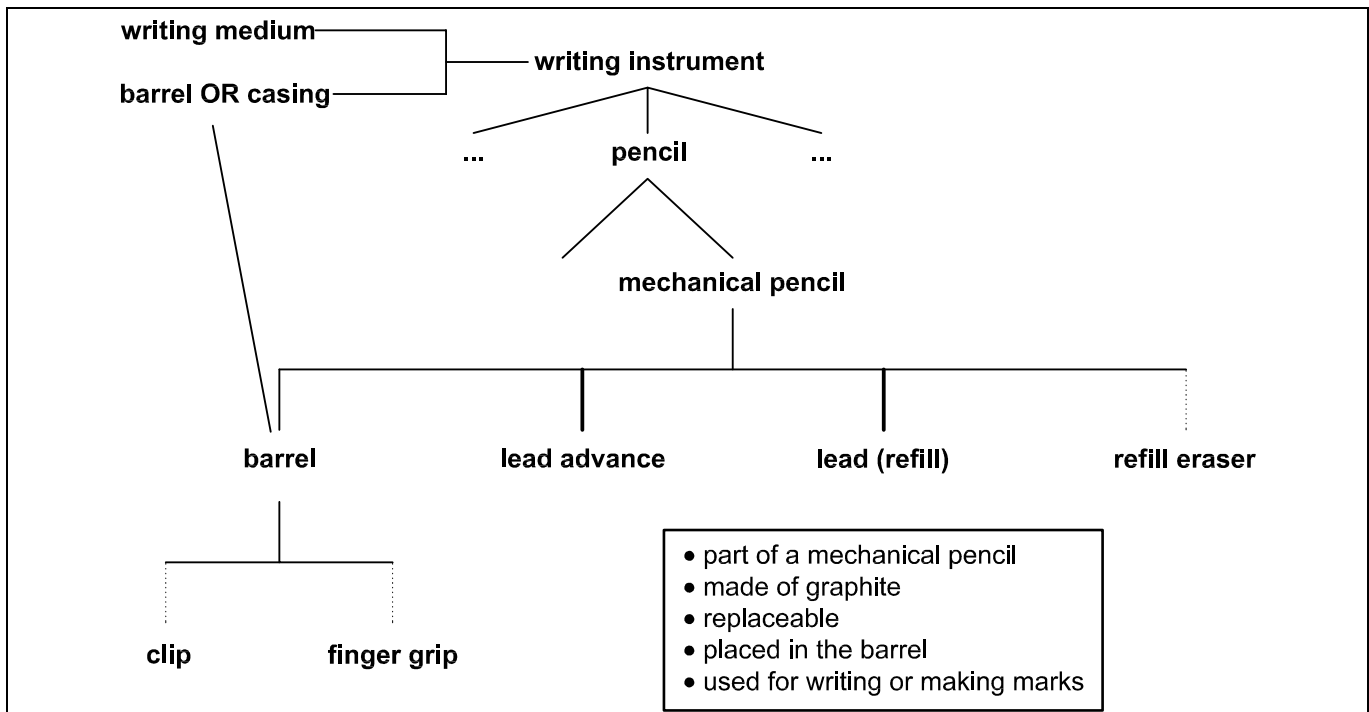 writing medium
writing instrument
barrel OR casing
... pencil ...
mechanical pencil
barrel lead advance lead (refill) refill eraser
• part of a mechanical pencil
• made of graphite
• replaceable
• placed in the barrel
• used for writing or making marks
clip finger grip